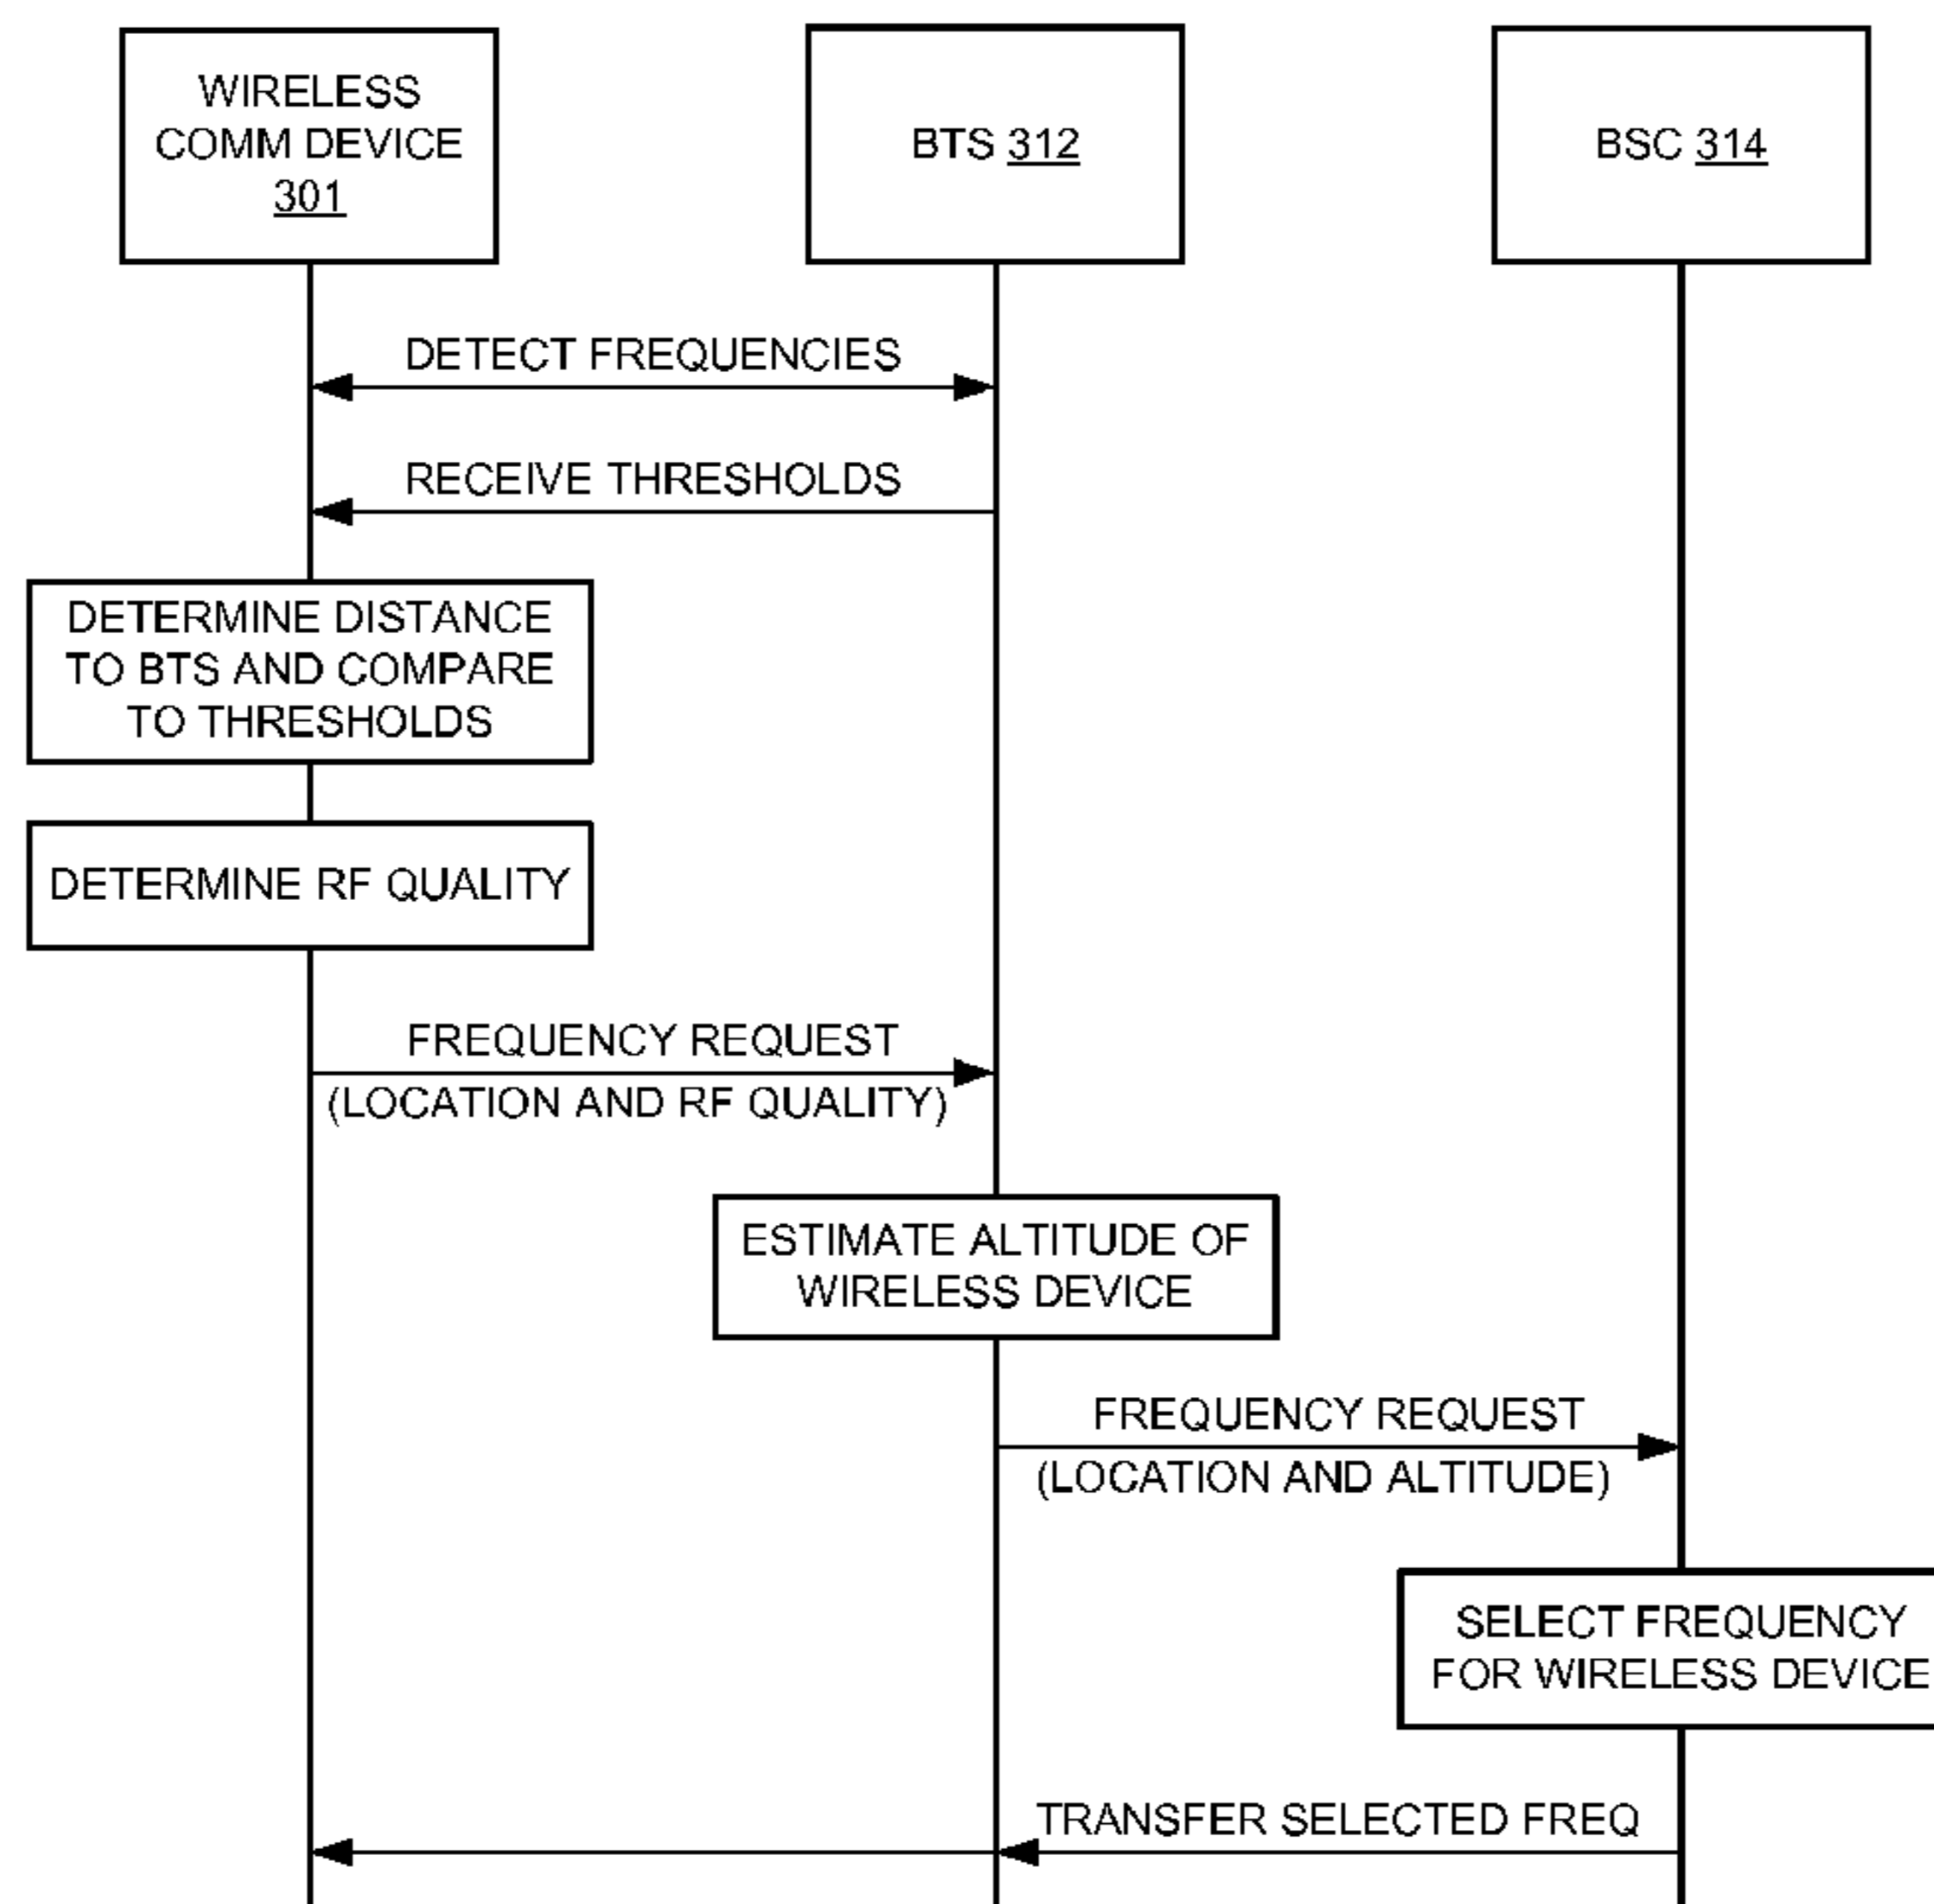 WIRELESS
COMM DEVICE
301
BTS 312
BSC 314
DETECT FREQUENCIES
RECEIVE THRESHOLDS
DETERMINE DISTANCE
TO BTS AND COMPARE
TO THRESHOLDS
DETERMINE RF QUALITY
FREQUENCY REQUEST
(LOCATION AND RF QUALITY)
ESTIMATE ALTITUDE OF
WIRELESS DEVICE
FREQUENCY REQUEST
(LOCATION AND ALTITUDE)
SELECT FREQUENCY
FOR WIRELESS DEVICE
TRANSFER SELECTED FREQ